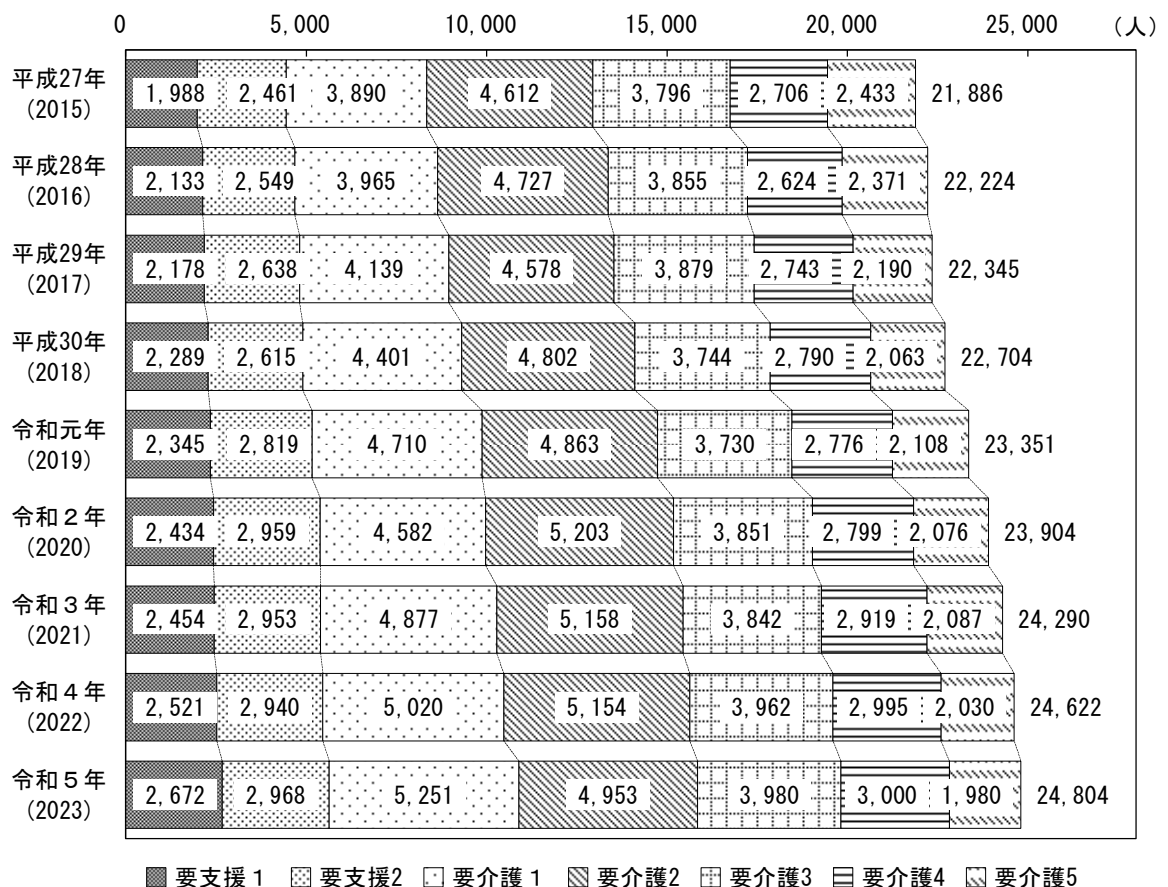 0 5,000 10,000 15,000 20,000 25,000 (人)
平成27年
(2015)
1,988 2,461 3,890 4,612 3,796 2,706 2,433 21,886
平成28年
(2016)
2,133 2,549 3,965 4,727 3,855 2,624 2,371 22,224
平成29年
(2017)
2,178 2,638 4,139 4,578 3,879 2,743 2,190 22,345
平成30年
(2018)
2,289 2,615 4,401 4,802 3,744 2,790 2,063 22,704
令和元年
(2019)
2,345 2,819 4,710 4,863 3,730 2,776 2,108 23,351
令和2年
(2020)
2,434 2,959 4,582 5,203 3,851 2,799 2,076 23,904
令和3年
(2021)
2,454 2,953 4,877 5,158 3,842 2,919 2,087 24,290
令和4年
(2022)
2,521 2,940 5,020 5,154 3,962 2,995 2,030 24,622
令和5年
(2023)
2,672 2,968 5,251 4,953 3,980 3,000 1,980 24,804
要支援1 要支援2 要介護1 要介護2 要介護3 要介護4 要介護5